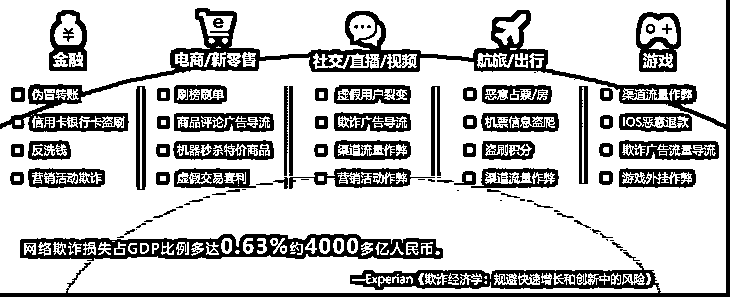 金融
电商/新零售
社交/直播/视频
航旅/出行
游戏
伪冒转账
刷榜刷单
虚假用户裂变
恶意占票/房
渠道流量作弊
信用卡银行卡盗刷
商品评论广告导流
欺诈广告导流
机票信息盗爬
IOS恶意退款
反洗钱
机器秒杀特价商品
渠道流量作弊
盗刷积分
欺诈广告流量导流
营销活动欺诈
虚假交易套利
营销活动作弊
渠道流量作弊
游戏外挂作弊
网络欺诈损失占GDP比例多达0.63%约4000多亿人民币。
—Experian《欺诈经济学：规避快速增长和创新中的风险》